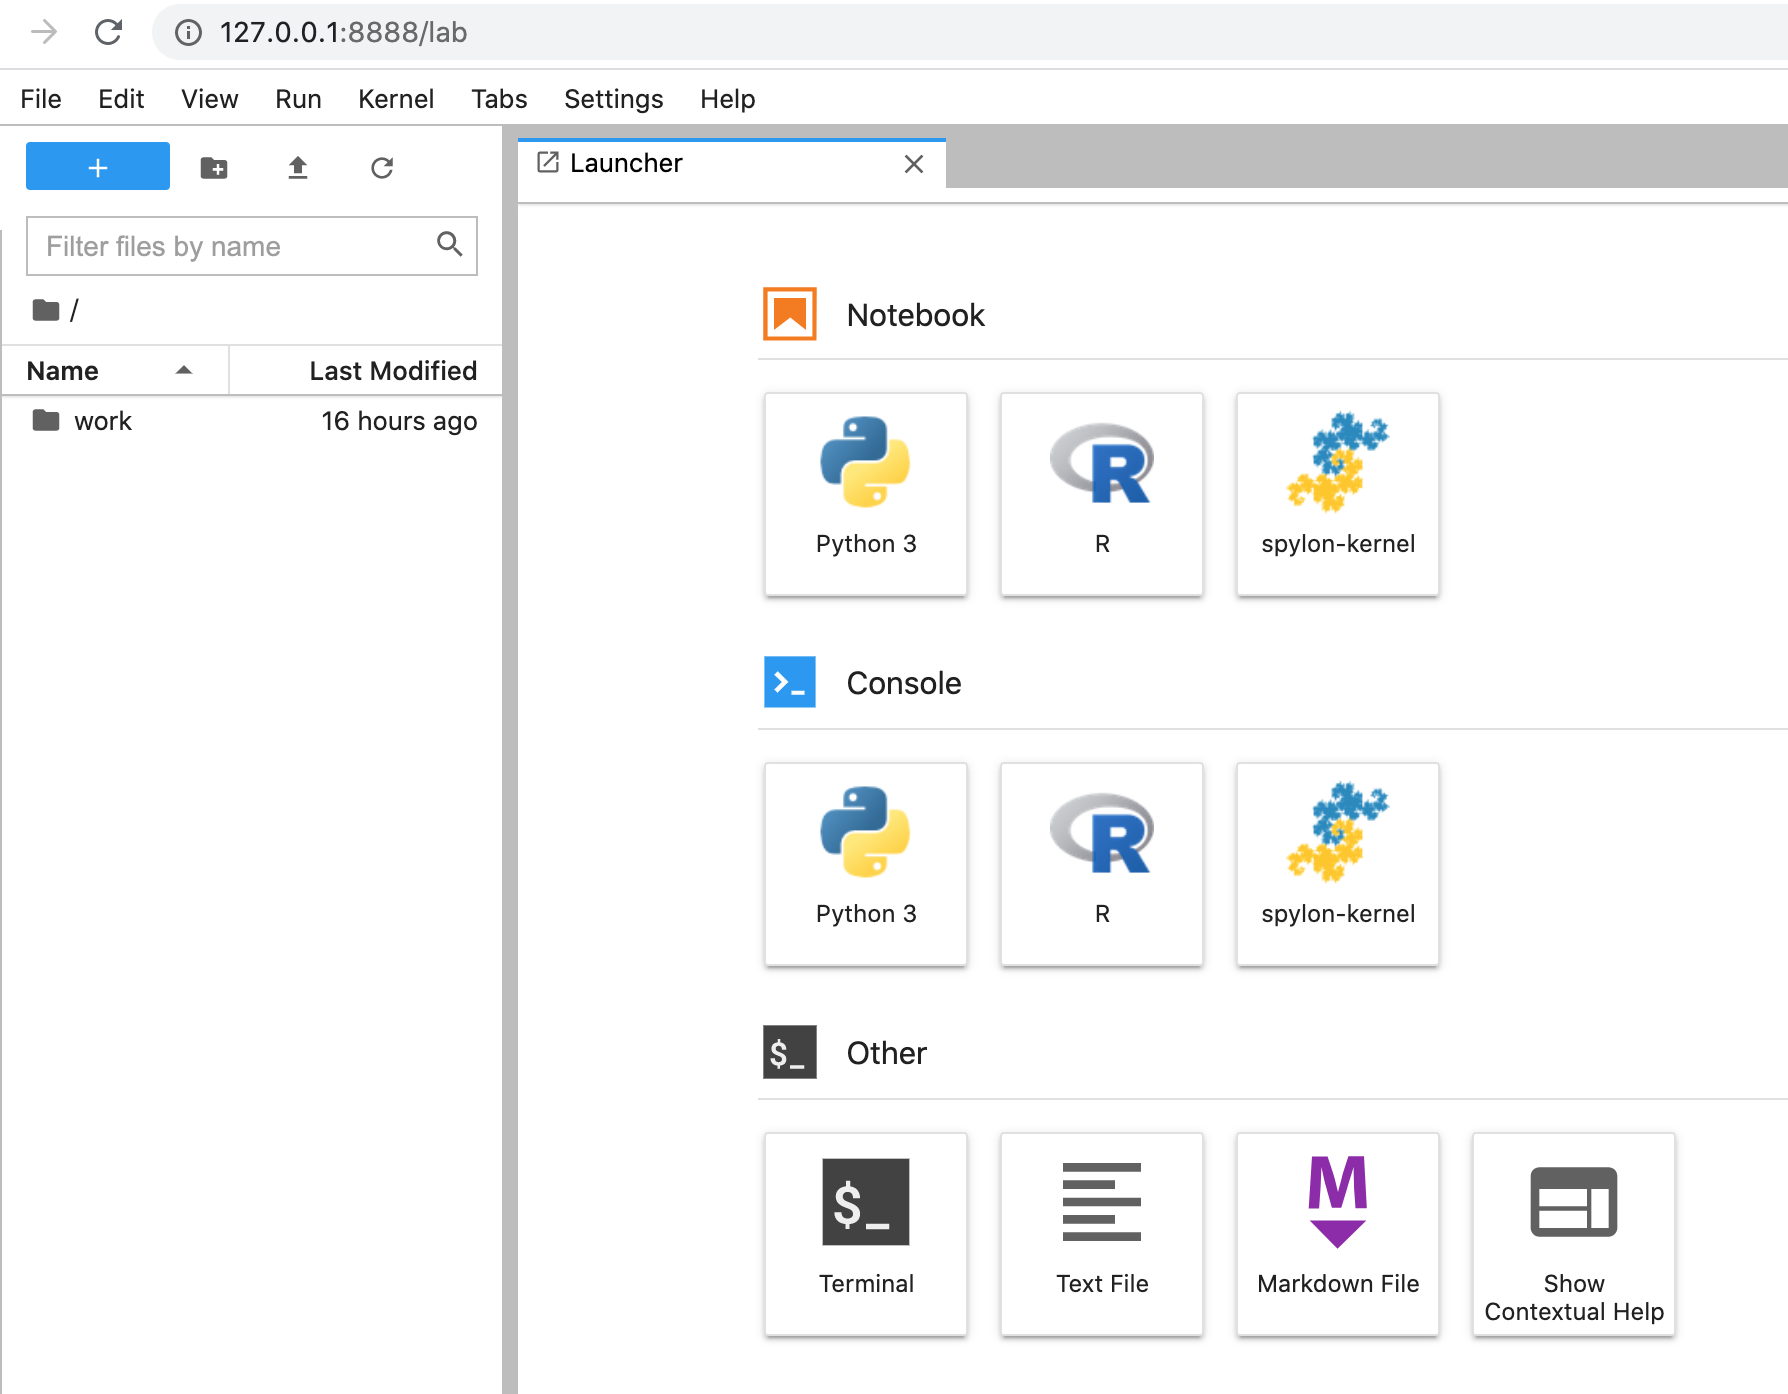 127.0.0.1:8888/lab
File Edit View Run Kernel Tabs Settings Help
+
Launcher
Filter files by name
/
Name Last Modified
work 16 hours ago
Notebook
Python 3 R spylon-kernel
Console
Python 3 R spylon-kernel
$_ Other
$_
M
Terminal Text File Markdown File Show
Contextual Help